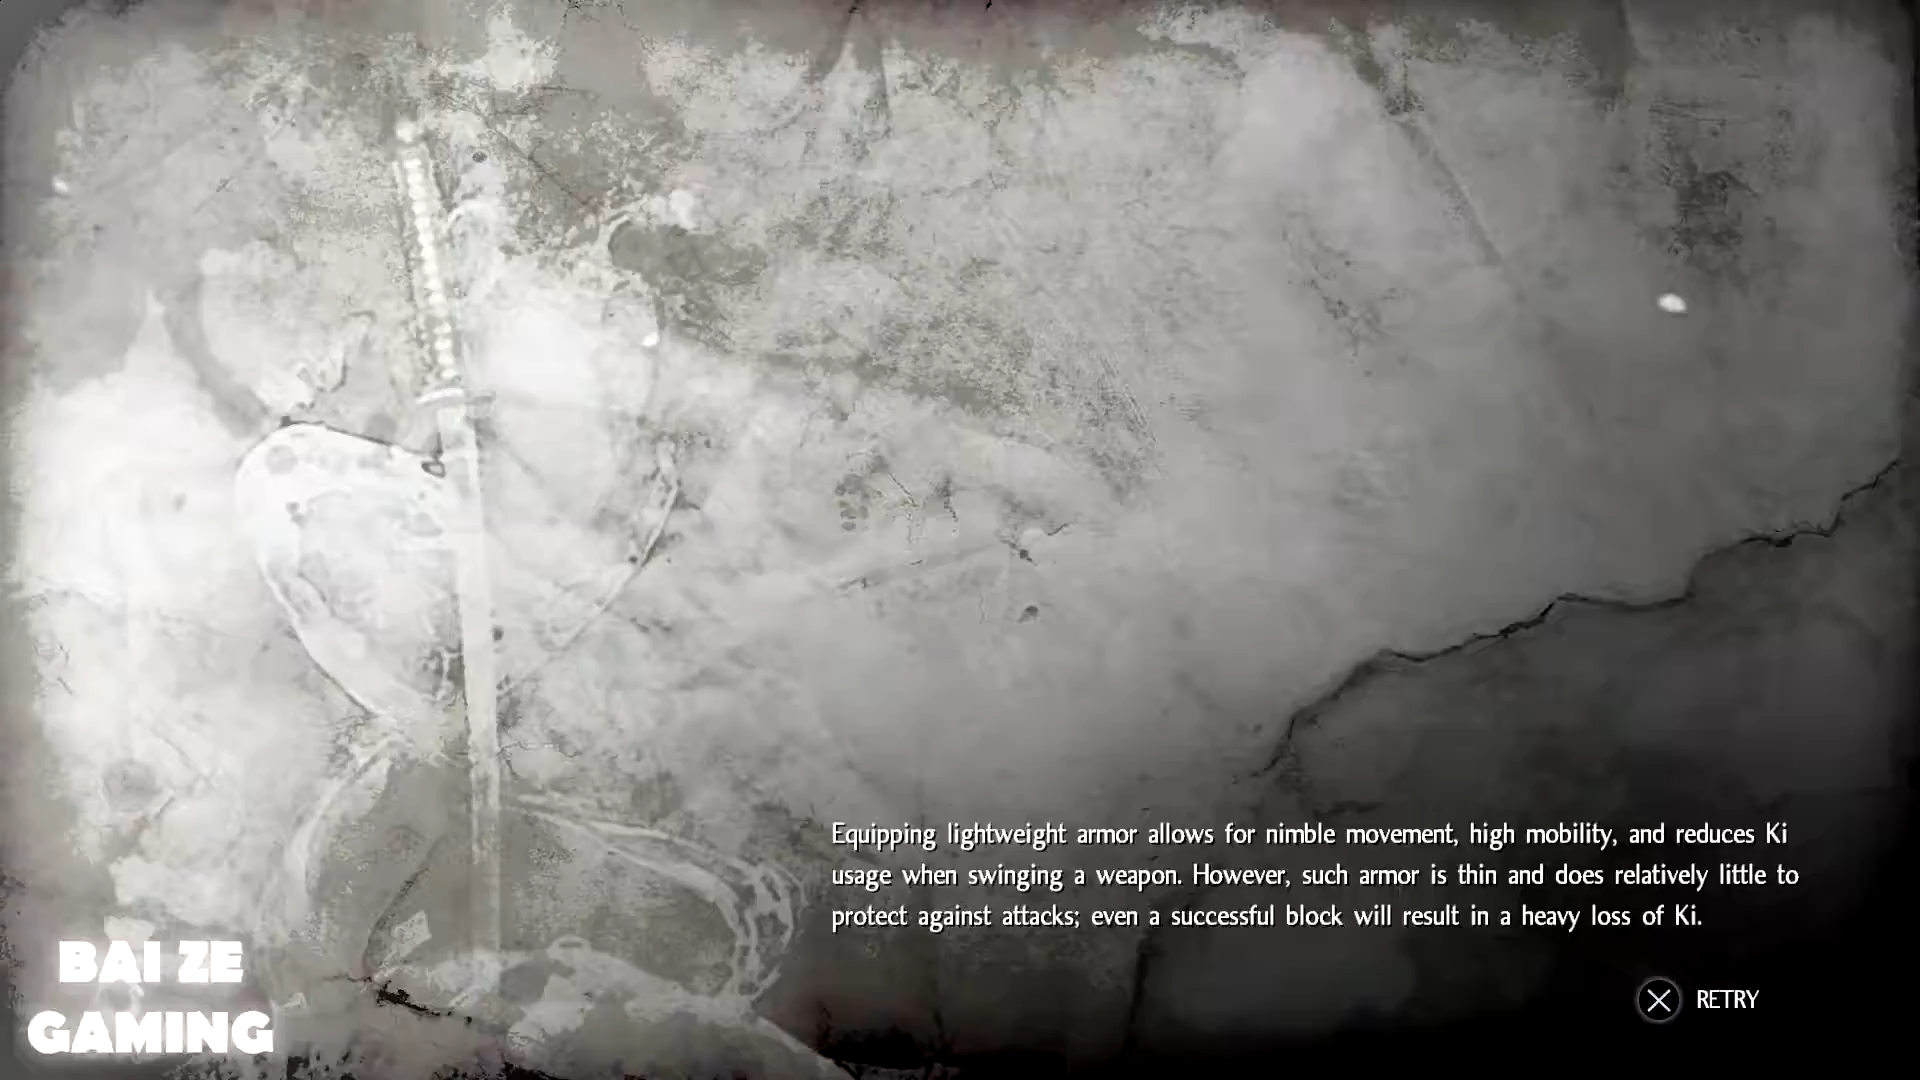 Equipping lightweight armor allows for nimble movement, high mobility, and reduces Ki
usage when swinging a weapon. However, such armor is thin and does relatively little to
protect against attacks; even a successful block will result in a heavy loss of Ki.
RETRY
BAI ZE
GAMING